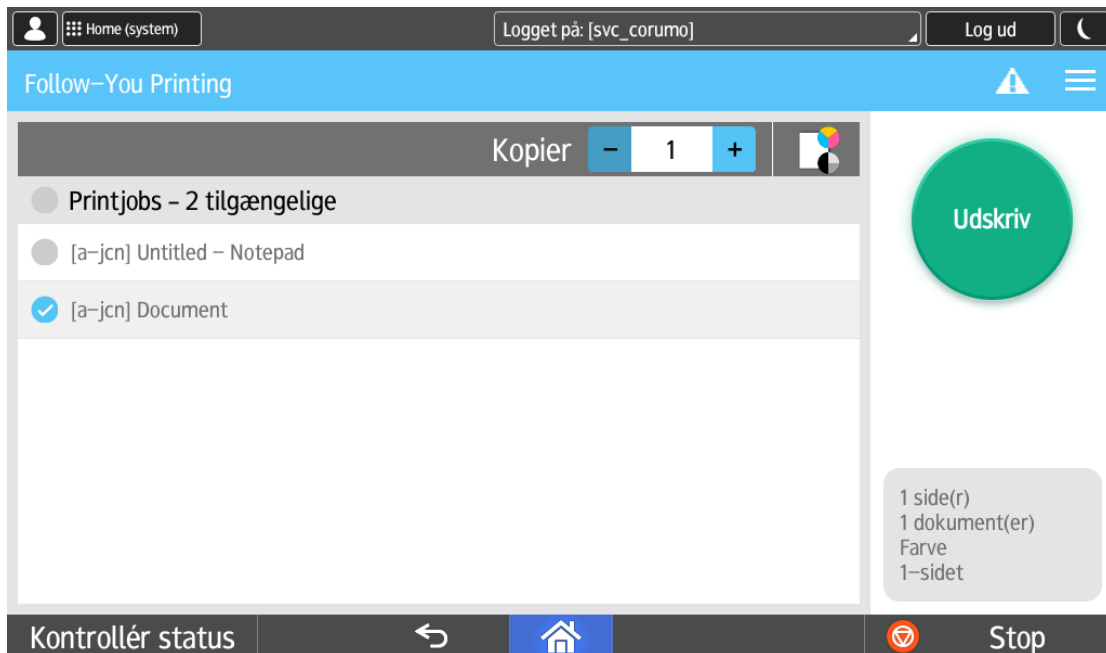 Home (system)
Logget på: [svc_corumo]
Log ud
Follow-You Printing
Kopier - 1 +
Printjobs - 2 tilgængelige
[a-jcn] Untitled - Notepad
[a-jcn] Document
Udskriv
1 side(r)
1 dokument(er)
Farve
1-sidet
Kontrollér status
Stop